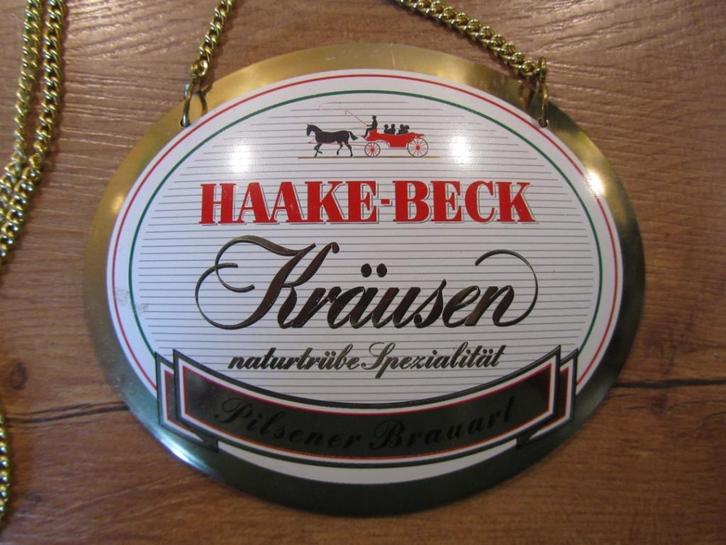 HAAKE-BECK
Kräusen
naturtrübe Spezialität
Pilsener Brauart